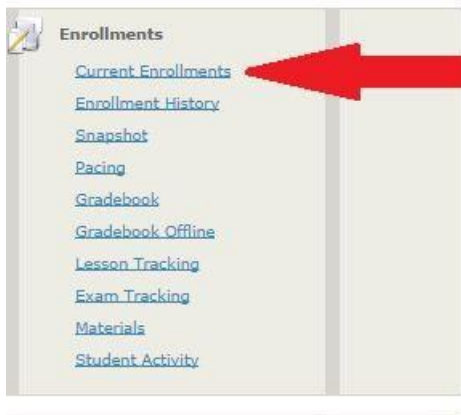 Enrollments
Current Enrollments
Enrollment History
Snapshot
Pacing
Gradebook
Gradebook Offline
Lesson Tracking
Exam Tracking
Materials
Student Activity